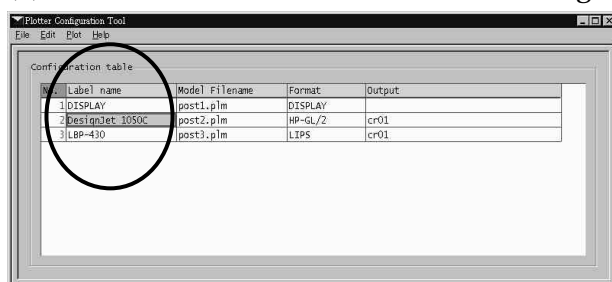 Plotter Configuration Tool
File Edit Plot Help
Configuration table
No. Label name Model Filename Format Output
1 DISPLAY post1.plm DISPLAY
2 DesignJet 1050C post2.plm HP-GL/2 cr01
3 LBP-430 post3.plm LIPS cr01